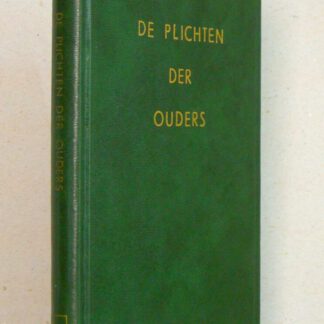 DE PLICHTEN
DER
OUDERS
DE PLICHTEN DER OUDERS